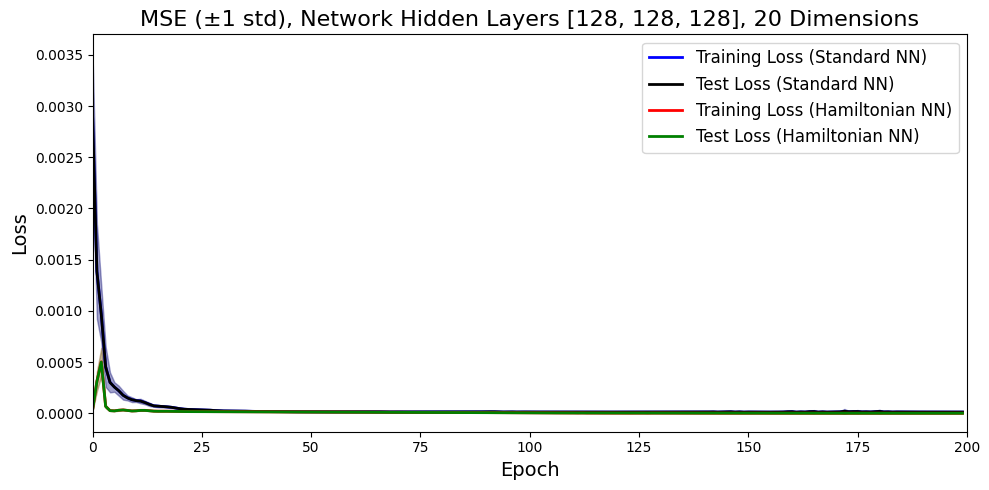 MSE (±1 std), Network Hidden Layers [128, 128, 128], 20 Dimensions
Training Loss (Standard NN)
Test Loss (Standard NN)
Training Loss (Hamiltonian NN)
Test Loss (Hamiltonian NN)
Loss
0.0035
0.0030
0.0025
0.0020
0.0015
0.0010
0.0005
0.0000
0 25 50 75 100 125 150 175 200
Epoch